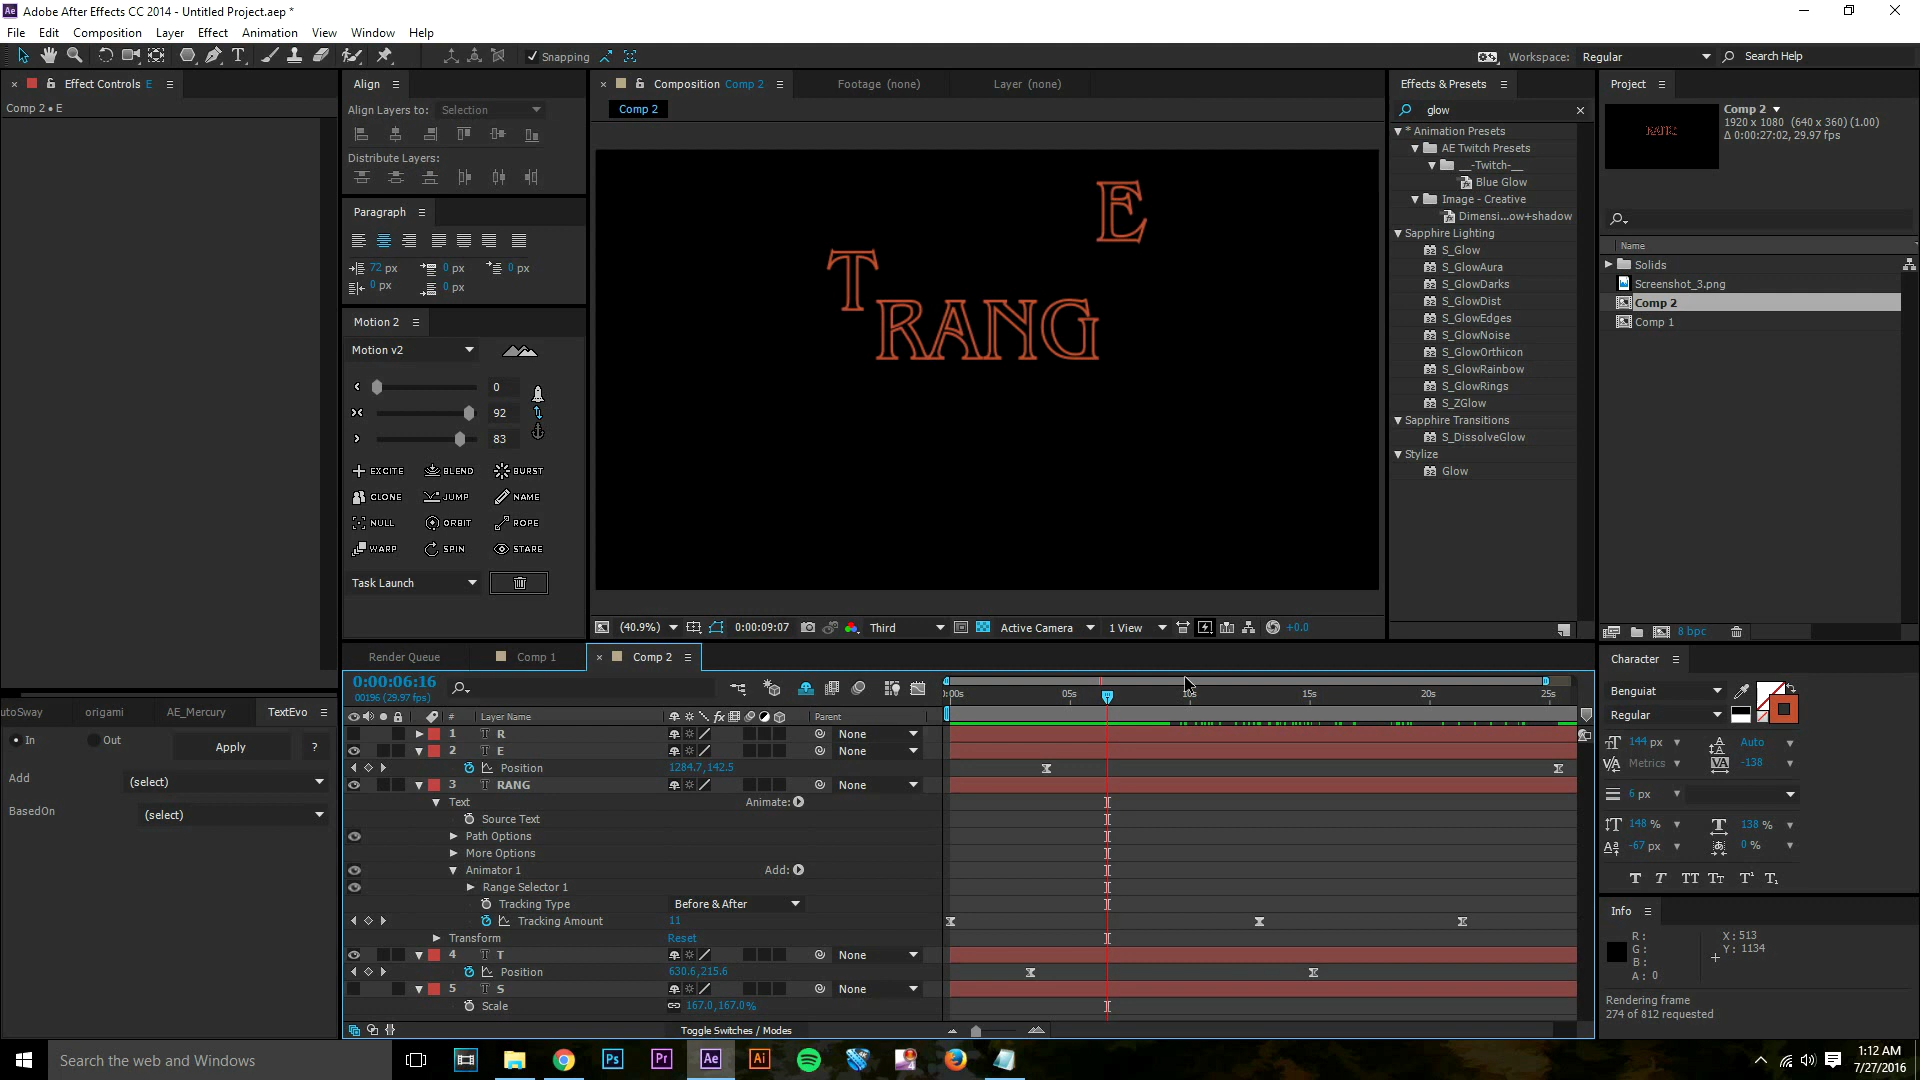 Adobe After Effects CC 2014 - Untitled Project.aep *
File Edit Composition Layer Effect Animation View Window Help
Snapping
Workspace: Regular
Search Help
Effect Controls E
Comp 2 • E
Align
Align Layers to: Selection
Distribute Layers:
Paragraph
72 px 0 px 0 px
0 px 0 px
Motion 2
Motion v2
0
92
83
EXCITE BLEND BURST
CLONE JUMP NAME
NULL ORBIT ROPE
WARP SPIN STARE
Task Launch
Composition Comp 2
Footage (none)
Layer (none)
Comp 2
E
T
RANG
(40.9%) 0:00:09:07 Third Active Camera 1 View +0.0
Effects & Presets
glow
* Animation Presets
AE Twitch Presets
__-Twitch-__
Blue Glow
Image - Creative
Dimensi...ow+shadow
Sapphire Lighting
S_Glow
S_GlowAura
S_GlowDarks
S_GlowDist
S_GlowEdges
S_GlowNoise
S_GlowOrthicon
S_GlowRainbow
S_GlowRings
S_ZGlow
Sapphire Transitions
S_DissolveGlow
Stylize
Glow
Project
Comp 2
1920 x 1080 (640 x 360) (1.00)
Δ 0:00:27:02, 29.97 fps
Name
Solids
Screenshot_3.png
Comp 2
Comp 1
8 bpc
Character
Benguiat
Regular
144 px Auto
Metrics -138
6 px
148 % 138 %
-67 px 0 %
T T TT Tт T¹ T₁
Info
R:
G:
B:
A: 0
X: 513
Y: 1134
Rendering frame
274 of 812 requested
utoSway origami AE_Mercury TextEvo
In Out Apply ?
Add (select)
BasedOn (select)
Render Queue Comp 1 Comp 2
0:00:06:16
00196 (29.97 fps)
05s 15s 20s 25s
# Layer Name Parent
1 R None
2 E None
Position 1284.7,142.5
3 RANG None
Text Animate:
Source Text
Path Options
More Options
Animator 1 Add:
Range Selector 1
Tracking Type Before & After
Tracking Amount 11
Transform Reset
4 T None
Position 630.6,215.6
5 S None
Scale 167.0,167.0%
Toggle Switches / Modes
Search the web and Windows
Ps Pr Ae Ai
1:12 AM
7/27/2016